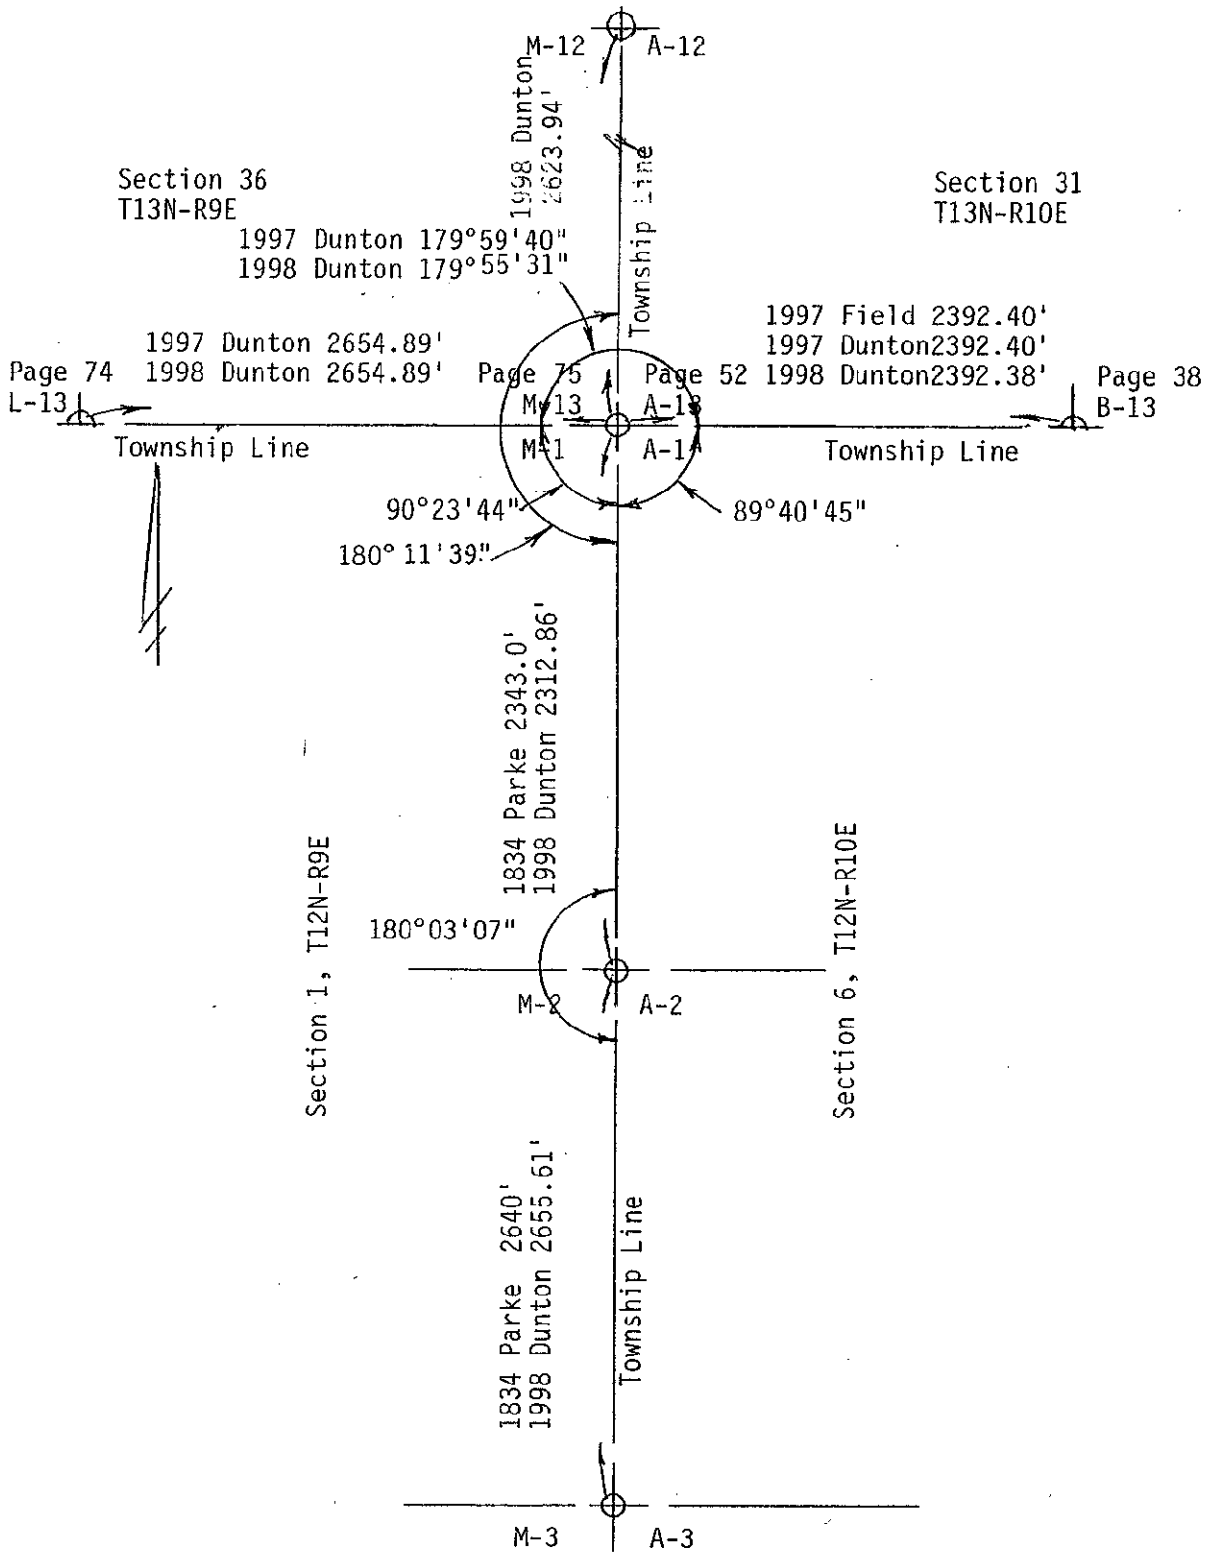 M-12 A-12
1998 Dunton
2623.94'
Township Line
Section 36
T13N-R9E
Section 31
T13N-R10E
1997 Dunton 179°59'40"
1998 Dunton 179°55'31"
1997 Dunton 2654.89'
1998 Dunton 2654.89'
1997 Field 2392.40'
1997 Dunton2392.40'
1998 Dunton2392.38'
Page 74
L-13
Page 75
M-13
Page 52
A-13
Page 38
B-13
Township Line
M-1
A-1
Township Line
90°23'44"
89°40'45"
180°11'39"
1834 Parke 2343.0'
1998 Dunton 2312.86'
Section 1, T12N-R9E
Section 6, T12N-R10E
180°03'07"
M-2 A-2
1834 Parke 2640'
1998 Dunton 2655.61'
Township Line
M-3 A-3